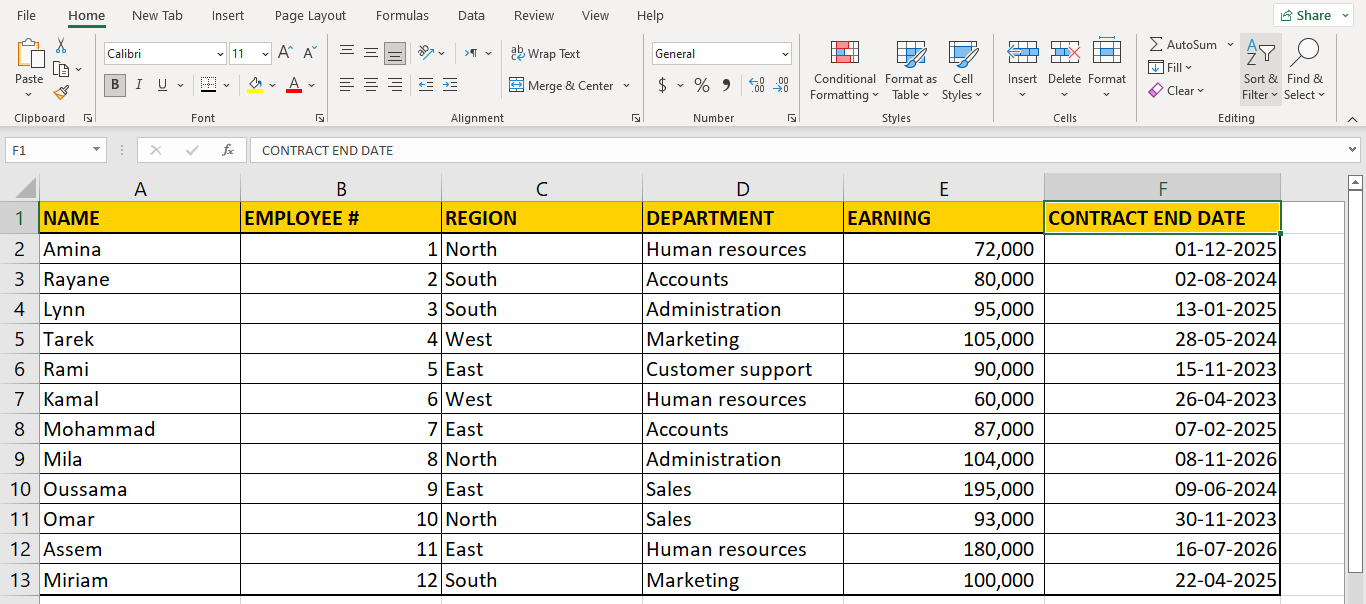 File Home New Tab Insert Page Layout Formulas Data Review View Help Share
Calibri 11 A A ab Wrap Text General AutoSum
Paste Conditional Format as Cell Insert Delete Format Fill Sort & Find &
B I U A Merge & Center $ % 9 Formatting Table Styles Clear Filter Select
Clipboard Font Alignment Number Styles Cells Editing
F1 fx CONTRACT END DATE
A B C D E F
1 NAME EMPLOYEE # REGION DEPARTMENT EARNING CONTRACT END DATE
2 Amina 1 North Human resources 72,000 01-12-2025
3 Rayane 2 South Accounts 80,000 02-08-2024
4 Lynn 3 South Administration 95,000 13-01-2025
5 Tarek 4 West Marketing 105,000 28-05-2024
6 Rami 5 East Customer support 90,000 15-11-2023
7 Kamal 6 West Human resources 60,000 26-04-2023
8 Mohammad 7 East Accounts 87,000 07-02-2025
9 Mila 8 North Administration 104,000 08-11-2026
10 Oussama 9 East Sales 195,000 09-06-2024
11 Omar 10 North Sales 93,000 30-11-2023
12 Assem 11 East Human resources 180,000 16-07-2026
13 Miriam 12 South Marketing 100,000 22-04-2025